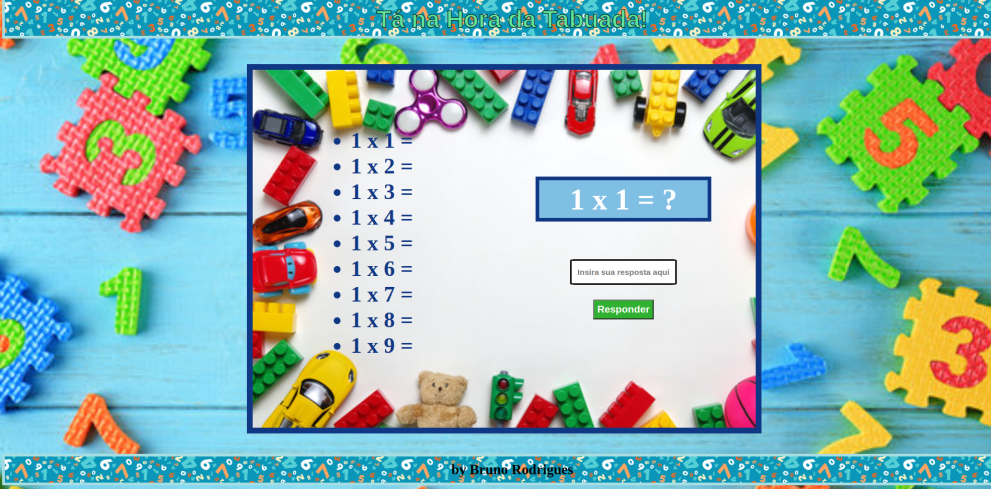 Tá na Hora da Tabuada!
1 x 1 =
1 x 2 =
1 x 3 =
1 x 4 =
1 x 5 =
1 x 6 =
1 x 7 =
1 x 8 =
1 x 9 =
1 x 1 = ?
Insira sua resposta aqui
Responder
by Bruno Rodrigues